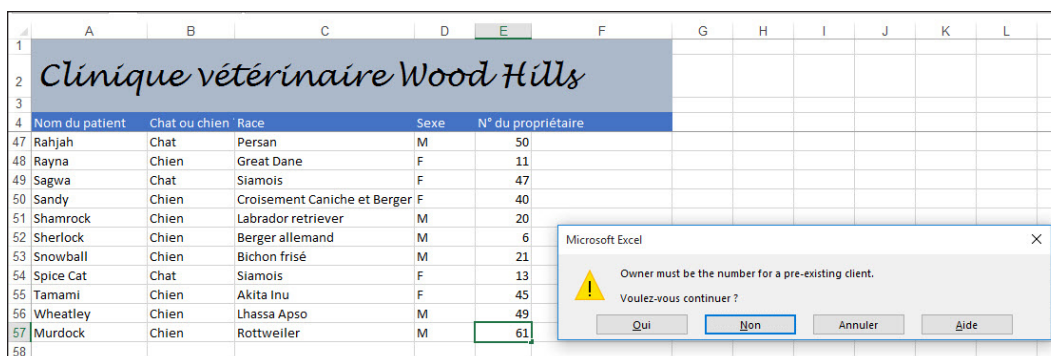 A B C D E F G H I J K L
1
2 Clinique vétérinaire Wood Hills
3
4 Nom du patient Chat ou chien ? Race Sexe N° du propriétaire
47 Rahjah Chat Persan M 50
48 Rayna Chien Great Dane F 11
49 Sagwa Chat Siamois F 47
50 Sandy Chien Croisement Caniche et Berger F 40
51 Shamrock Chien Labrador retriever M 20
52 Sherlock Chien Berger allemand M 6
53 Snowball Chien Bichon frisé M 21
54 Spice Cat Chat Siamois F 13
55 Tamami Chien Akita Inu F 45
56 Wheatley Chien Lhassa Apso M 49
57 Murdock Chien Rottweiler M 61
58
Microsoft Excel
Owner must be the number for a pre-existing client.
Voulez-vous continuer ?
Oui Non Annuler Aide